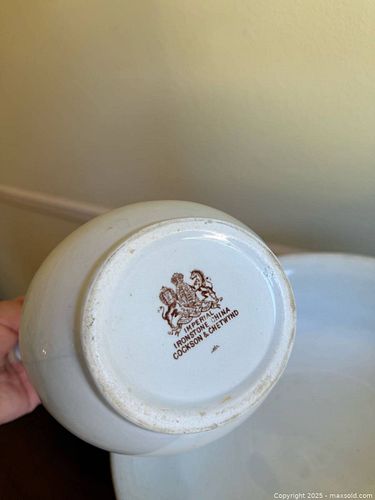 IMPERIAL
IRONSTONE CHINA
COCKSON & CHETWYND
Copyright 2025 - maxsold.com